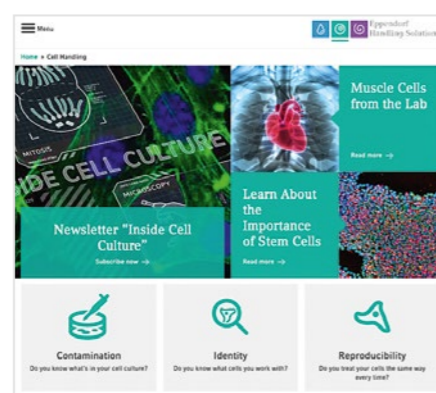 Menu
Eppendorf
Handling Solution
Home » Cell Handling
MITOSIS
IDE CELL CULTURE
MICROSCOPY
Newsletter "Inside Cell
Culture"
Subscribe now →
Muscle Cells
from the Lab
Read more →
Learn About
the
Importance
of Stem Cells
Read more →
Contamination
Do you know what's in your cell culture?
Identity
Do you know what cells you work with?
Reproducibility
Do you treat your cells the same way
every time?